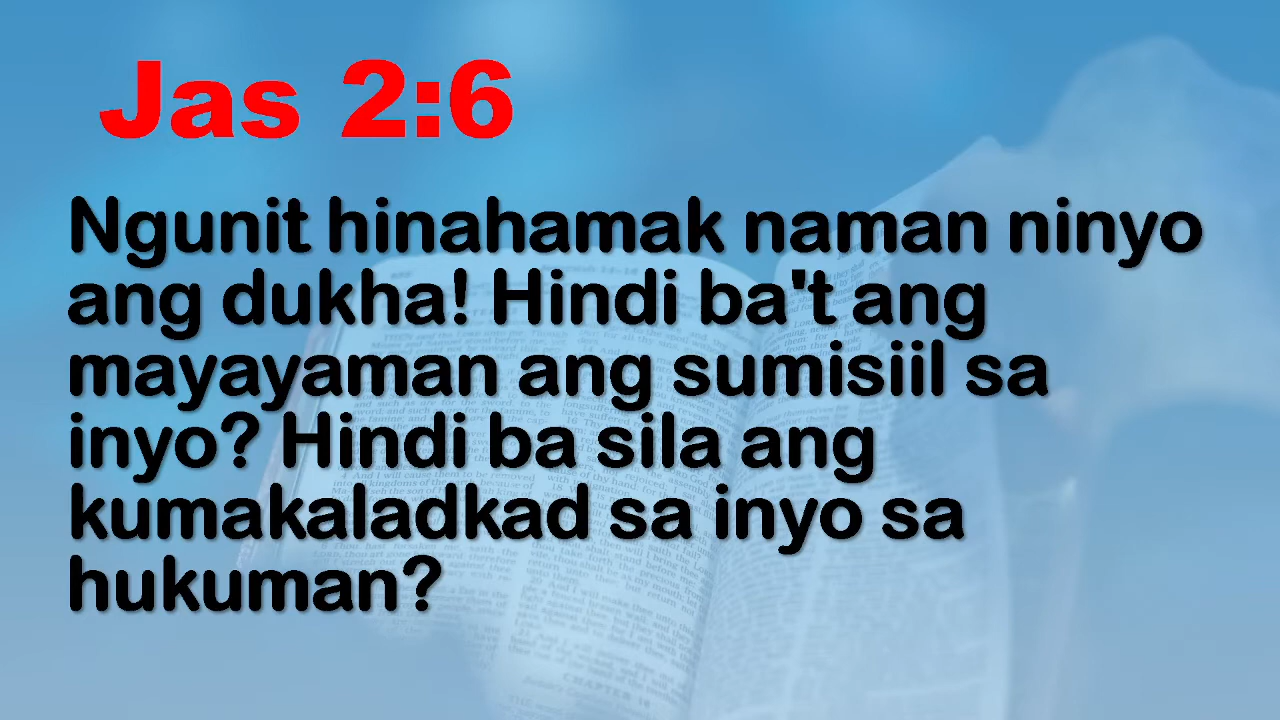 Jas 2:6
Ngunit hinahamak naman ninyo
ang dukha! Hindi ba't ang
mayayaman ang sumisiil sa
inyo? Hindi ba sila ang
kumakaladkad sa inyo sa
hukuman?